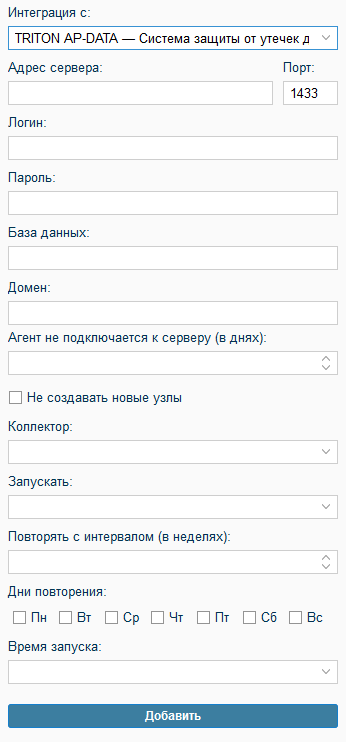 Интеграция с:
TRITON AP-DATA — Система защиты от утечек д
Адрес сервера: Порт:
1433
Логин:
Пароль:
База данных:
Домен:
Агент не подключается к серверу (в днях):
Не создавать новые узлы
Коллектор:
Запускать:
Повторять с интервалом (в неделях):
Дни повторения:
Пн Вт Ср Чт Пт Сб Вс
Время запуска:
Добавить